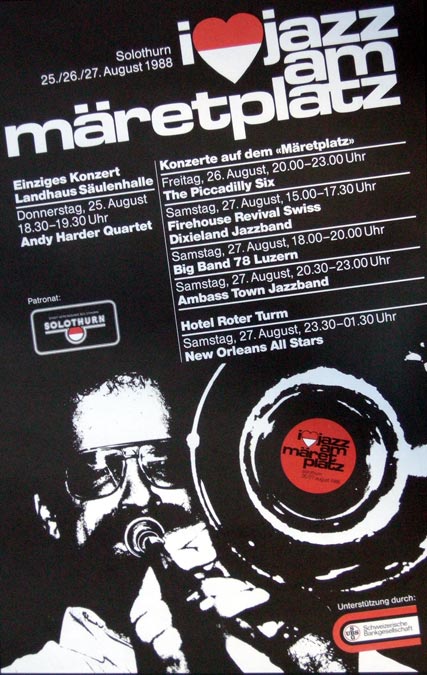 Solothurn
25./26./27. August 1988
i jazz
am
märetplatz
Einziges Konzert
Landhaus Säulenhalle
Donnerstag, 25. August
18.30–19.30 Uhr
Andy Harder Quartet
Konzerte auf dem «Märetplatz»
Freitag, 26. August, 20.00–23.00 Uhr
The Piccadilly Six
Samstag, 27. August, 15.00–17.30 Uhr
Firehouse Revival Swiss
Dixieland Jazzband
Samstag, 27. August, 18.00–20.00 Uhr
Big Band 78 Luzern
Samstag, 27. August, 20.30–23.00 Uhr
Ambass Town Jazzband
Hotel Roter Turm
Samstag, 27. August, 23.30–01.30 Uhr
New Orleans All Stars
Patronat:
SOLOTHURN
i jazz
am
märet
platz
solothurn
Unterstützung durch:
Schweizerische
Bankgesellschaft